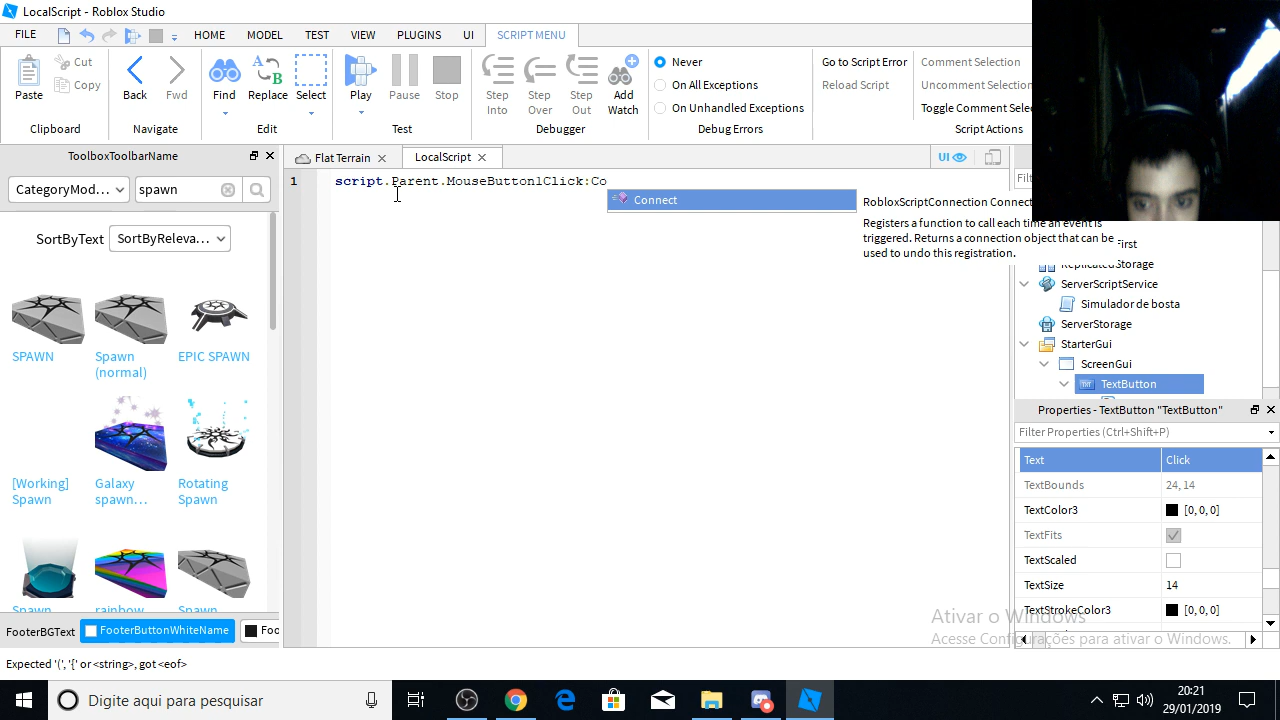 LocalScript - Roblox Studio
FILE HOME MODEL TEST VIEW PLUGINS UI SCRIPT MENU
Paste
Cut
Copy
Clipboard
Back Fwd
Navigate
Find Replace Select
Edit
Play Pause Stop
Test
Step Into
Step Over
Step Out
Add Watch
Debugger
Never
On All Exceptions
On Unhandled Exceptions
Debug Errors
Go to Script Error
Reload Script
Comment Selection
Uncomment Selection
Toggle Comment Selec
Script Actions
ToolboxToolbarName
CategoryMod... spawn
SortByText SortByReleva...
SPAWN
Spawn (normal)
EPIC SPAWN
[Working] Spawn
Galaxy spawn...
Rotating Spawn
Spawn
rainbow
Spawn
FooterBGText FooterButtonWhiteName Foo
Flat Terrain LocalScript
UI
1 script.Parent.MouseButton1Click:Co
Connect
RobloxScriptConnection Connect
Registers a function to call each time an event is
triggered. Returns a connection object that can be
used to undo this registration.
Filt
First
ReplicatedStorage
ServerScriptService
Simulador de bosta
ServerStorage
StarterGui
ScreenGui
TextButton
Properties - TextButton "TextButton"
Filter Properties (Ctrl+Shift+P)
Text Click
TextBounds 24, 14
TextColor3 [0, 0, 0]
TextFits
TextScaled
TextSize 14
TextStrokeColor3 [0, 0, 0]
Ativar o Windows
Acesse Configurações para ativar o Windows.
Expected '(', '{' or <string>, got <eof>
Digite aqui para pesquisar
20:21
29/01/2019